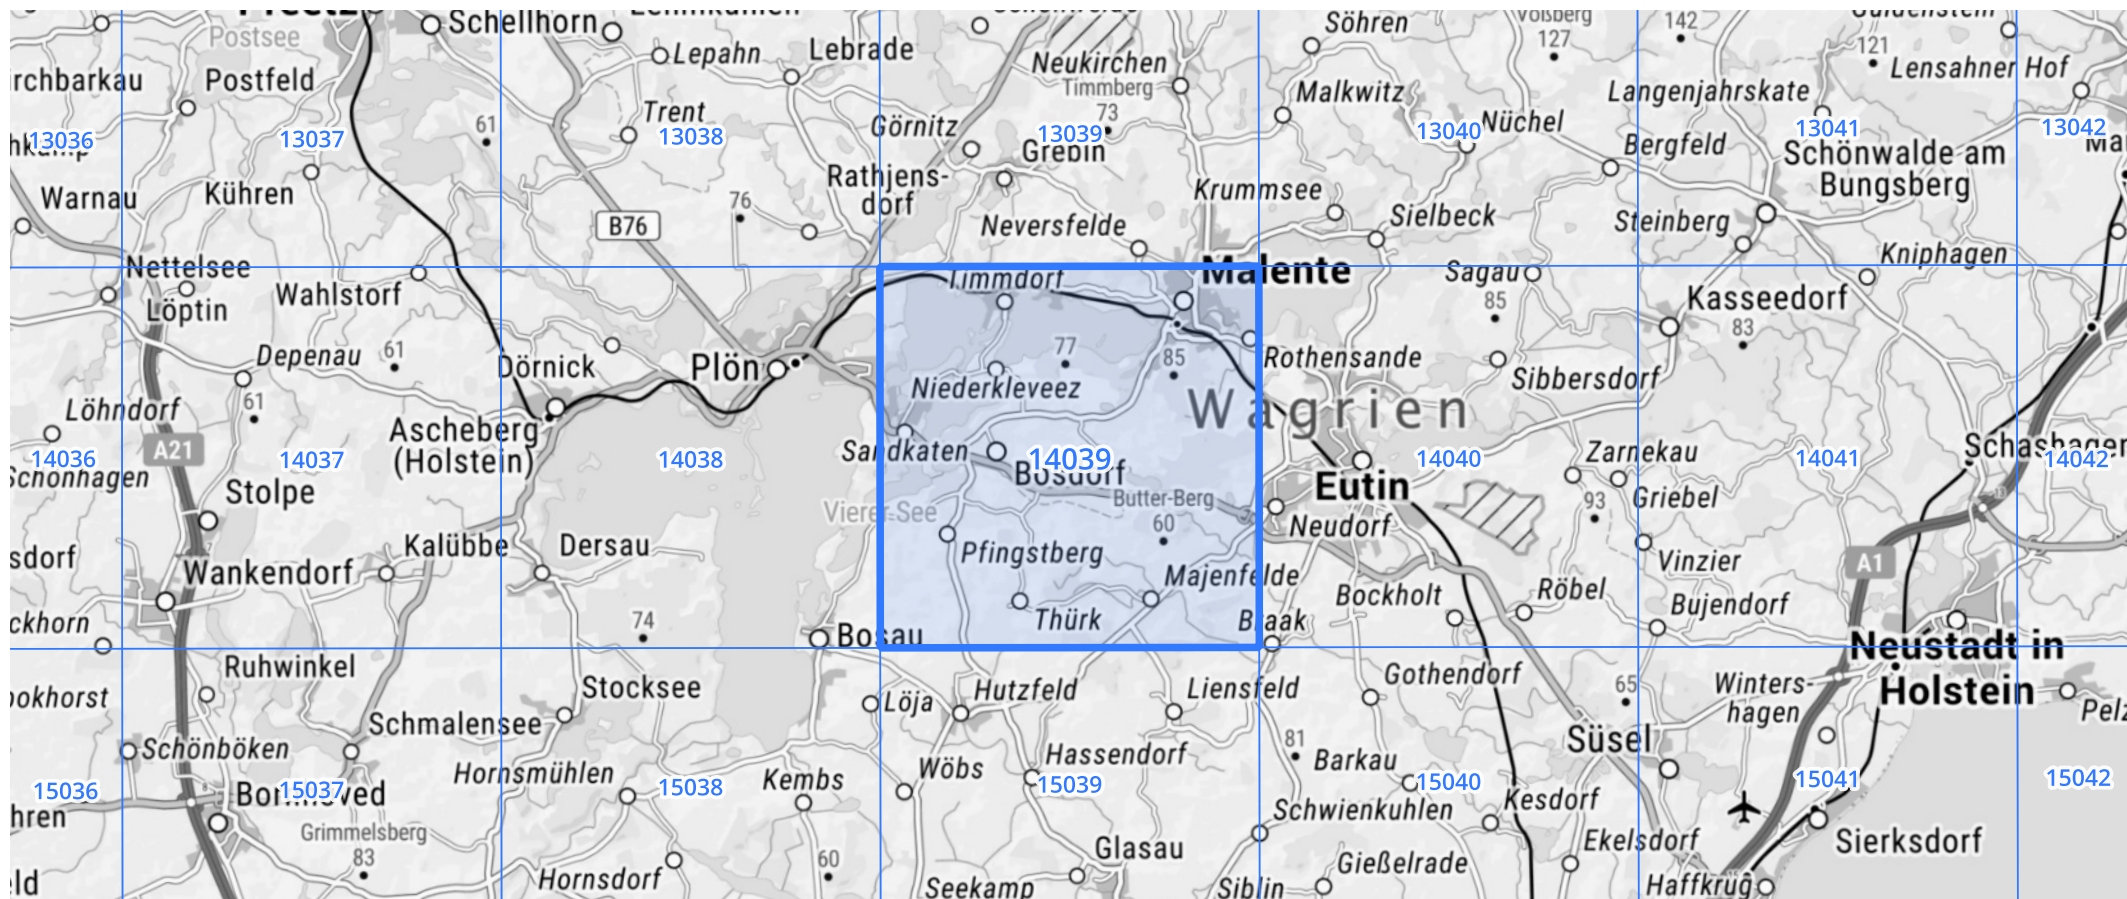 Schellhorn
Postsee
Lepahn
Lebrade
Neukirchen
Timmberg
73
Söhren
127
142
121
Lensahner Hof
Postfeld
Trent
Görnitz
Malkwitz
Nüchel
Langenjahrskate
13036
13037
61
13038
13039
Grebin
13040
13041
13042
Bergfeld
Schönwalde am
Bungsberg
Warnau
Kühren
76
Rathjens-
dorf
Krummsee
B76
Neversfelde
Sielbeck
Steinberg
Kniphagen
Nettelsee
Löptin
Wahlstorf
Timmdorf
Malente
Sagau
85
Kasseedorf
83
Depenau
61
Dörnick
Plön
77
85
Rothensande
Sibbersdorf
Niederkleveez
Wagrien
Löhndorf
61
Ascheberg
(Holstein)
A21
14036
14037
14038
Sandkaten
14039
Bösdorf
14040
Zarnekau
14041
Schashagen
14042
Schönhagen
Stolpe
Vierer See
Butter-Berg
60
Eutin
Neudorf
93
Griebel
Kalübbe
Dersau
Pfingstberg
Vinzier
A1
Wankendorf
Majenfelde
Bockholt
Röbel
Bujendorf
74
Thürk
Braak
Bosau
Neustadt in
Holstein
Ruhwinkel
Stocksee
Löja
Hutzfeld
Liensfeld
Gothendorf
65
Winters-
hagen
Schmalensee
Schönböken
Hornsmühlen
Kembs
Wöbs
Hassendorf
81
Barkau
Süsel
15036
15037
Bornhöved
15038
15039
15040
15041
15042
Grimmelsberg
83
60
Schwienkuhlen
Kesdorf
Ekelsdorf
Sierksdorf
Hornsdorf
Glasau
Seekamp
Siblin
Gießelrade
Haffkrug